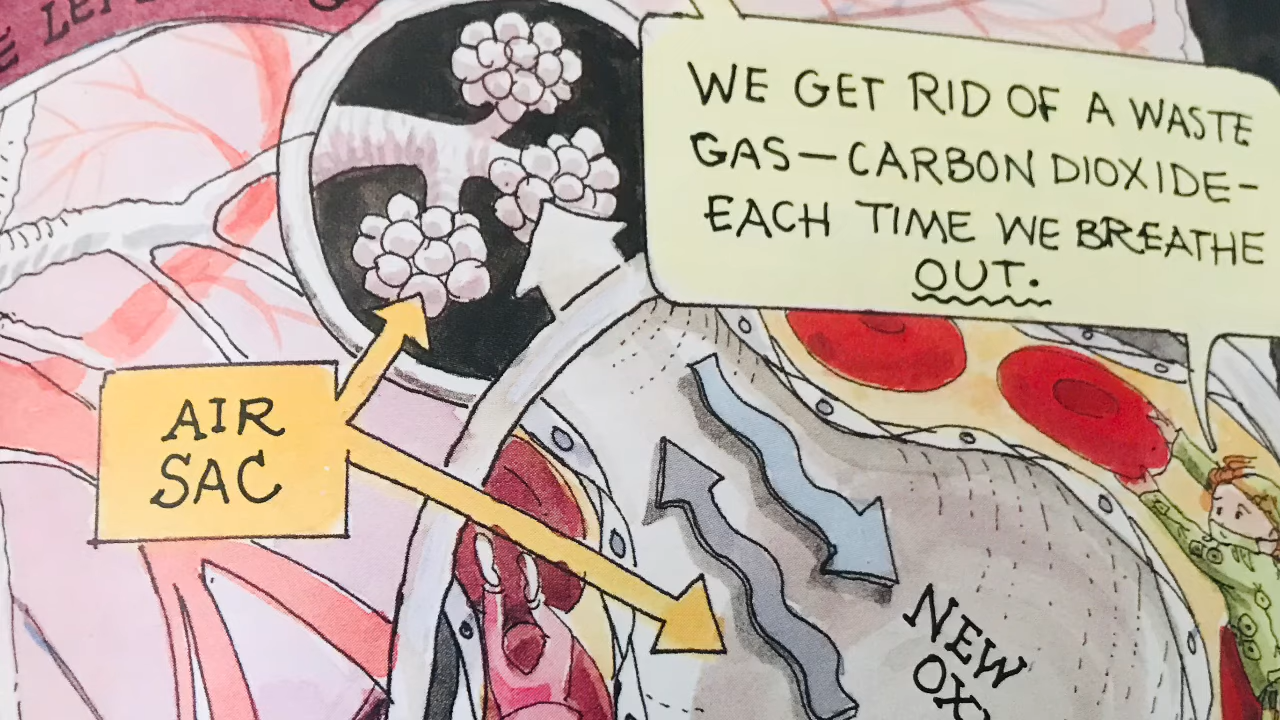 WE GET RID OF A WASTE
GAS—CARBON DIOXIDE-
EACH TIME WE BREATHE
OUT.
AIR
SAC
NEW